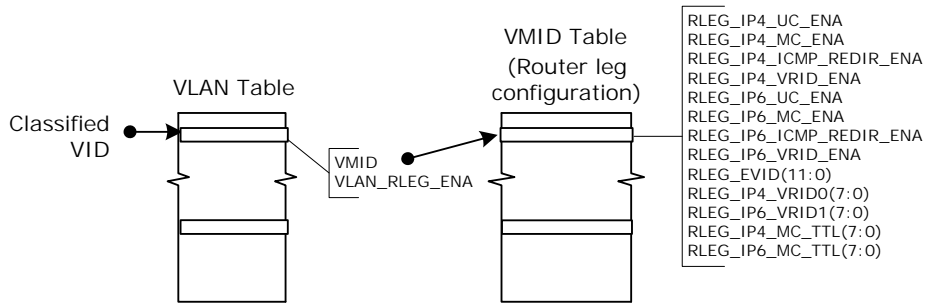 Classified
VID
VLAN Table
VMID
VLAN_RLEG_ENA
VMID Table
(Router leg
configuration)
RLEG_IP4_UC_ENA
RLEG_IP4_MC_ENA
RLEG_IP4_ICMP_REDIR_ENA
RLEG_IP4_VRID_ENA
RLEG_IP6_UC_ENA
RLEG_IP6_MC_ENA
RLEG_IP6_ICMP_REDIR_ENA
RLEG_IP6_VRID_ENA
RLEG_EVID(11:0)
RLEG_IP4_VRID0(7:0)
RLEG_IP6_VRID1(7:0)
RLEG_IP4_MC_TTL(7:0)
RLEG_IP6_MC_TTL(7:0)